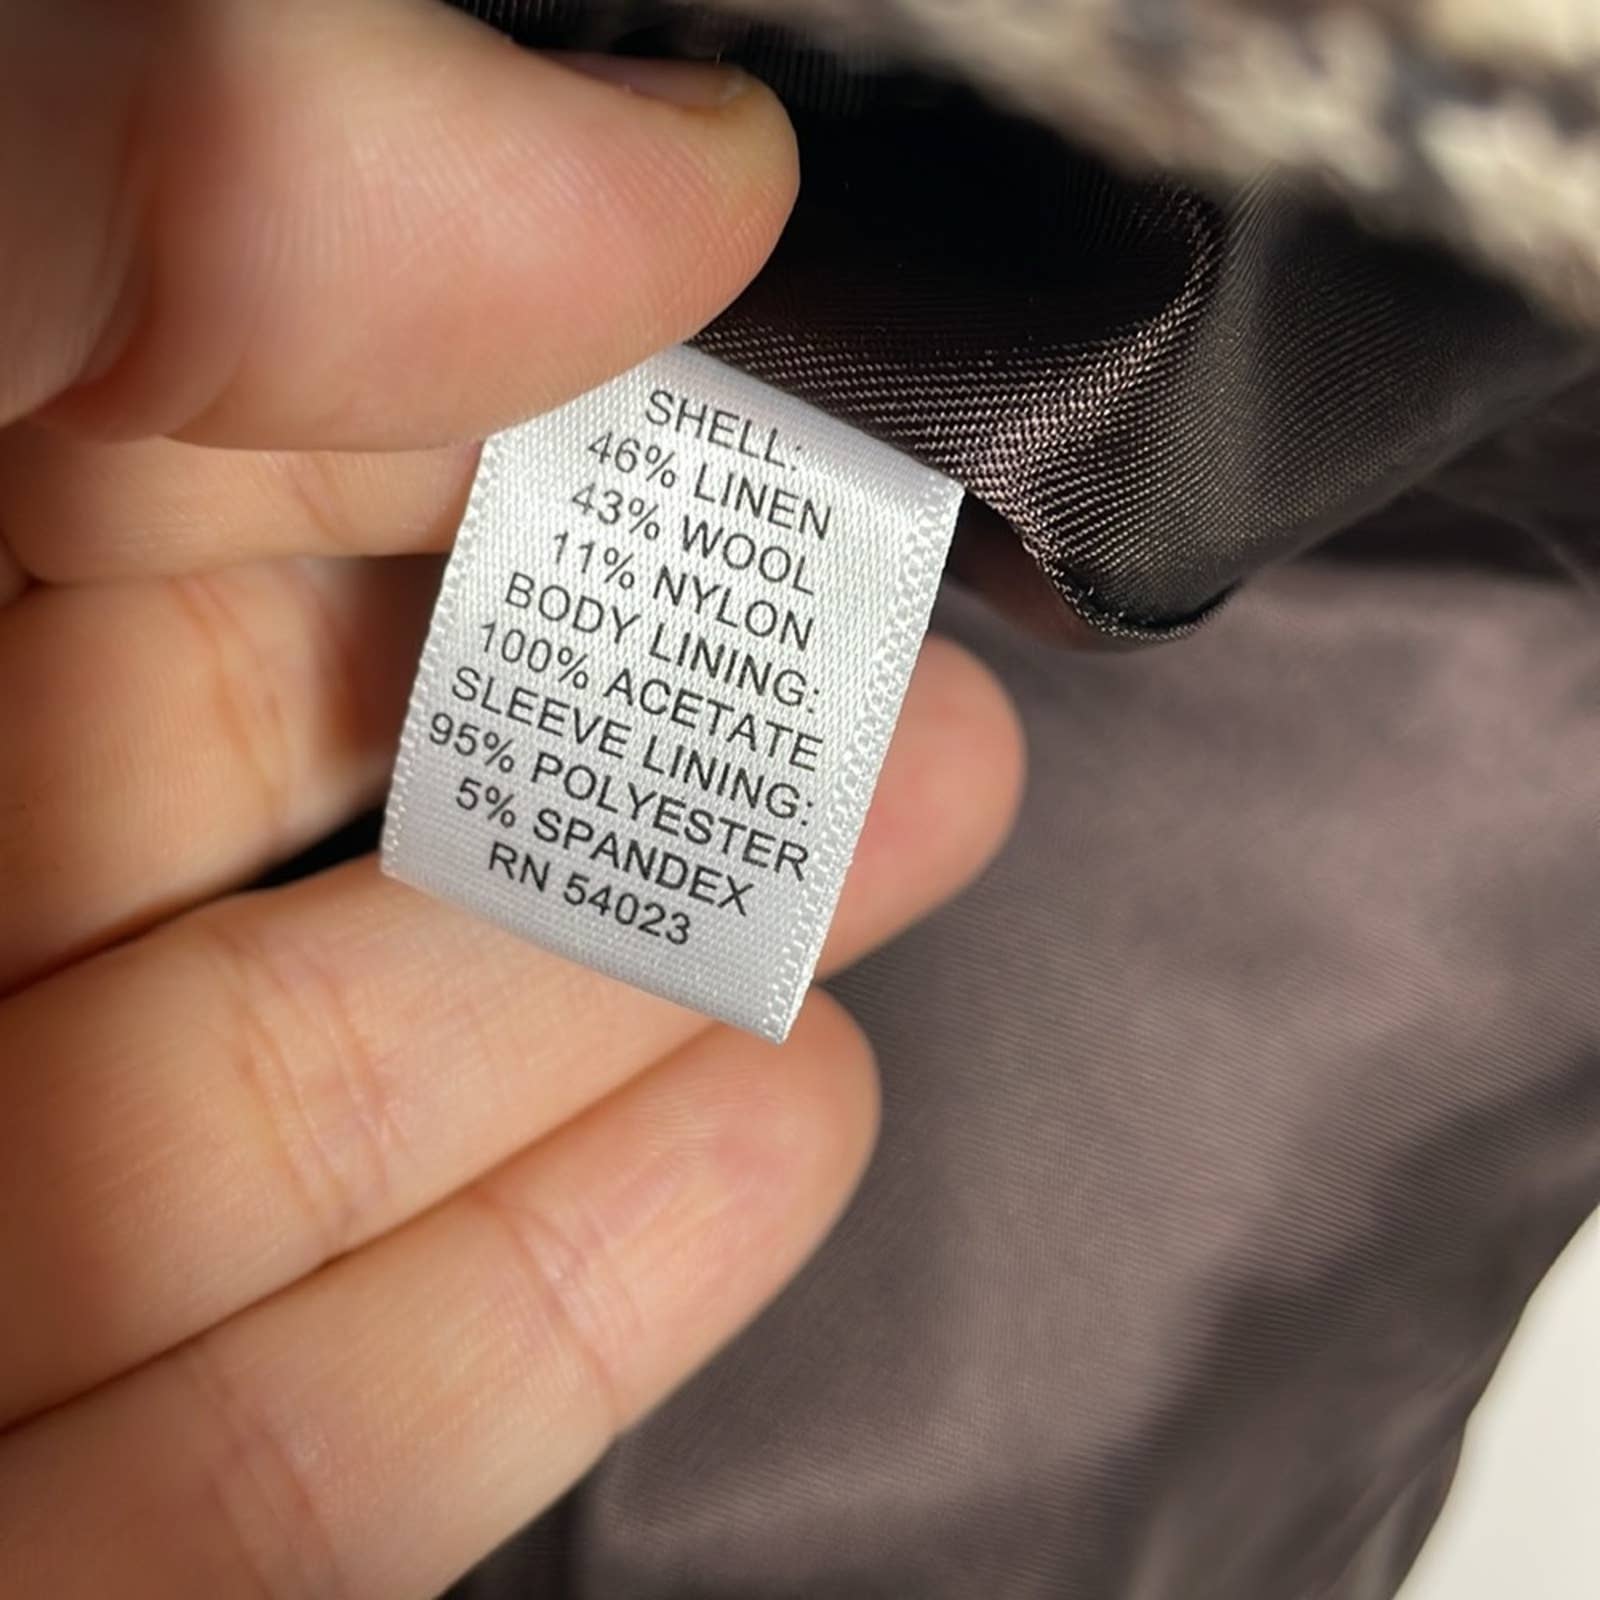 SHELL:
46% LINEN
43% WOOL
11% NYLON
BODY LINING:
100% ACETATE
SLEEVE LINING:
95% POLYESTER
5% SPANDEX
RN 54023